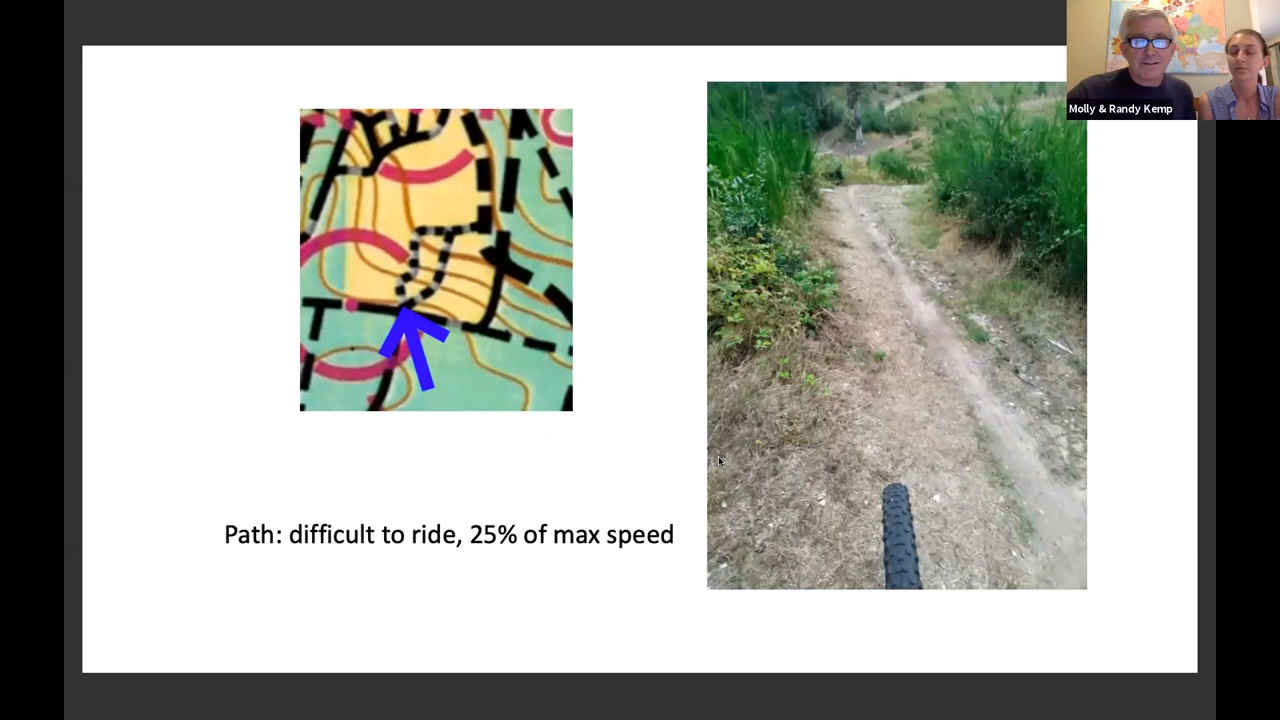 Molly & Randy Kemp
Path: difficult to ride, 25% of max speed